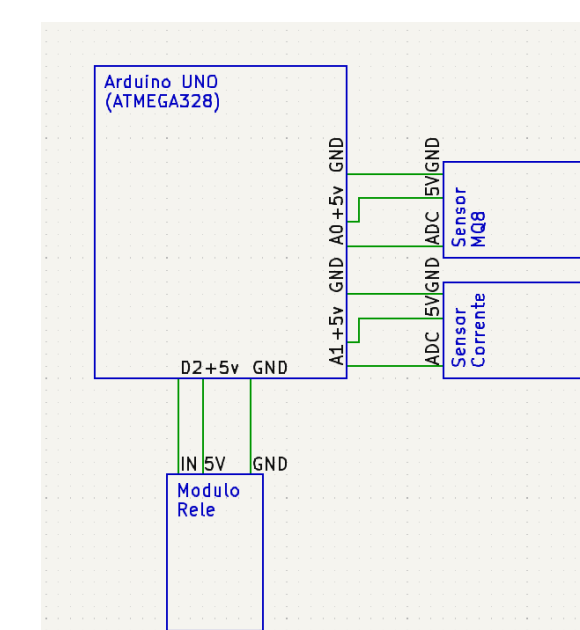 Arduino UNO
(ATMEGA328)
GND
+5v
A0
GND
+5v
A1
GND
5V
ADC
Sensor
MQ8
GND
5V
ADC
Sensor
Corrente
D2 +5v GND
IN 5V GND
Modulo
Rele